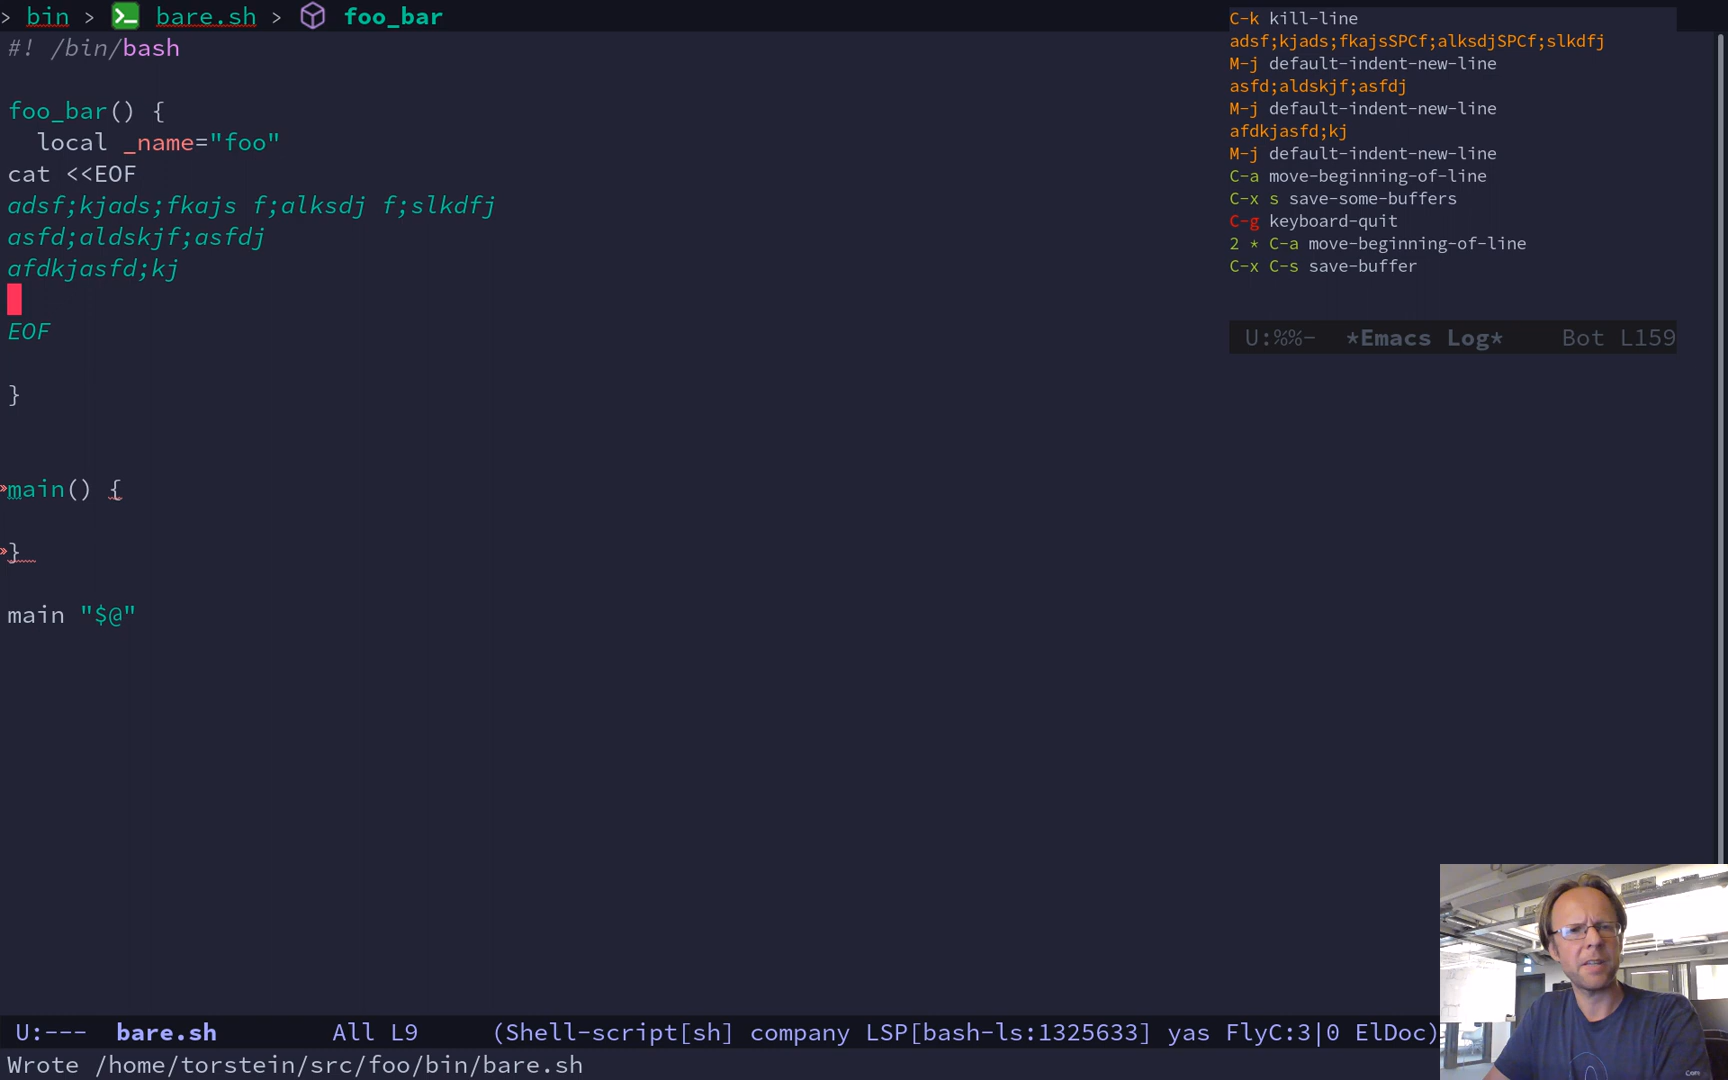 > bin > bare.sh > foo_bar
#! /bin/bash
foo_bar() {
local _name="foo"
cat <<EOF
adsf;kjads;fkajs f;alksdj f;slkdfj
asfd;aldskjf;asfdj
afdkjasfd;kj
EOF
}
main() {
}
main "$@"
C-k kill-line
adsf;kjads;fkajsSPCf;alksdjSPCf;slkdfj
M-j default-indent-new-line
asfd;aldskjf;asfdj
M-j default-indent-new-line
afdkjasfd;kj
M-j default-indent-new-line
C-a move-beginning-of-line
C-x s save-some-buffers
C-g keyboard-quit
2 * C-a move-beginning-of-line
C-x C-s save-buffer
U:%%- *Emacs Log* Bot L159
U:--- bare.sh All L9 (Shell-script[sh] company LSP[bash-ls:1325633] yas FlyC:3|0 ElDoc)
Wrote /home/torstein/src/foo/bin/bare.sh